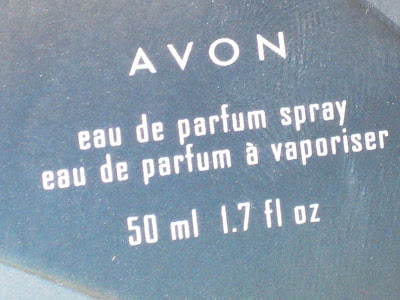 AVON
eau de parfum spray
eau de parfum à vaporiser
50 ml 1.7 fl oz